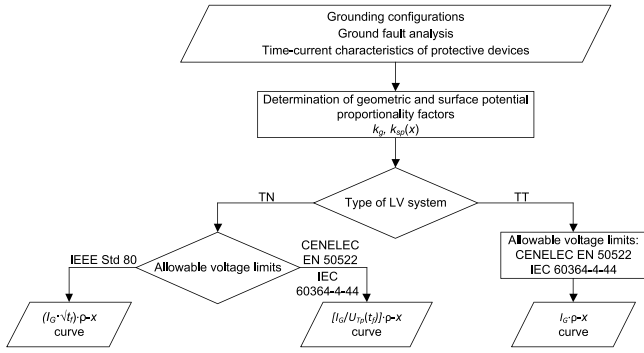 Grounding configurations
Ground fault analysis
Time-current characteristics of protective devices
Determination of geometric and surface potential
proportionality factors
kg, ksp(x)
TN
Type of LV system
TT
IEEE Std 80
Allowable voltage limits
CENELEC
EN 50522
IEC
60364-4-44
Allowable voltage limits:
CENELEC EN 50522
IEC 60364-4-44
(IG·√tf)·ρ-x
curve
[IG/UTp(tf)]·ρ-x
curve
IG·ρ-x
curve